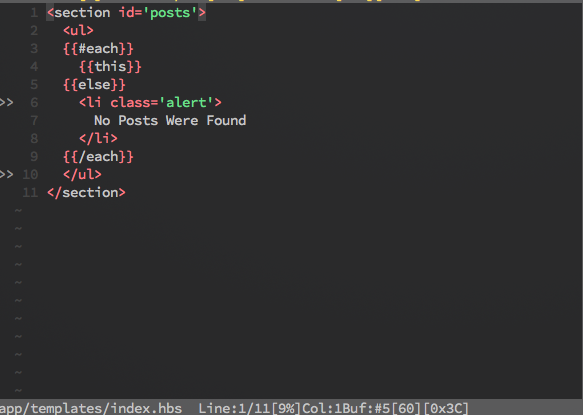 1 <section id='posts'>
2   <ul>
3   {{#each}}
4     {{this}}
5   {{else}}
>> 6     <li class='alert'>
7       No Posts Were Found
8     </li>
9   {{/each}}
>> 10   </ul>
11 </section>
~
~
~
~
~
~
~
~
~
~
~
app/templates/index.hbs  Line:1/11[9%]Col:1Buf:#5[60][0x3C]